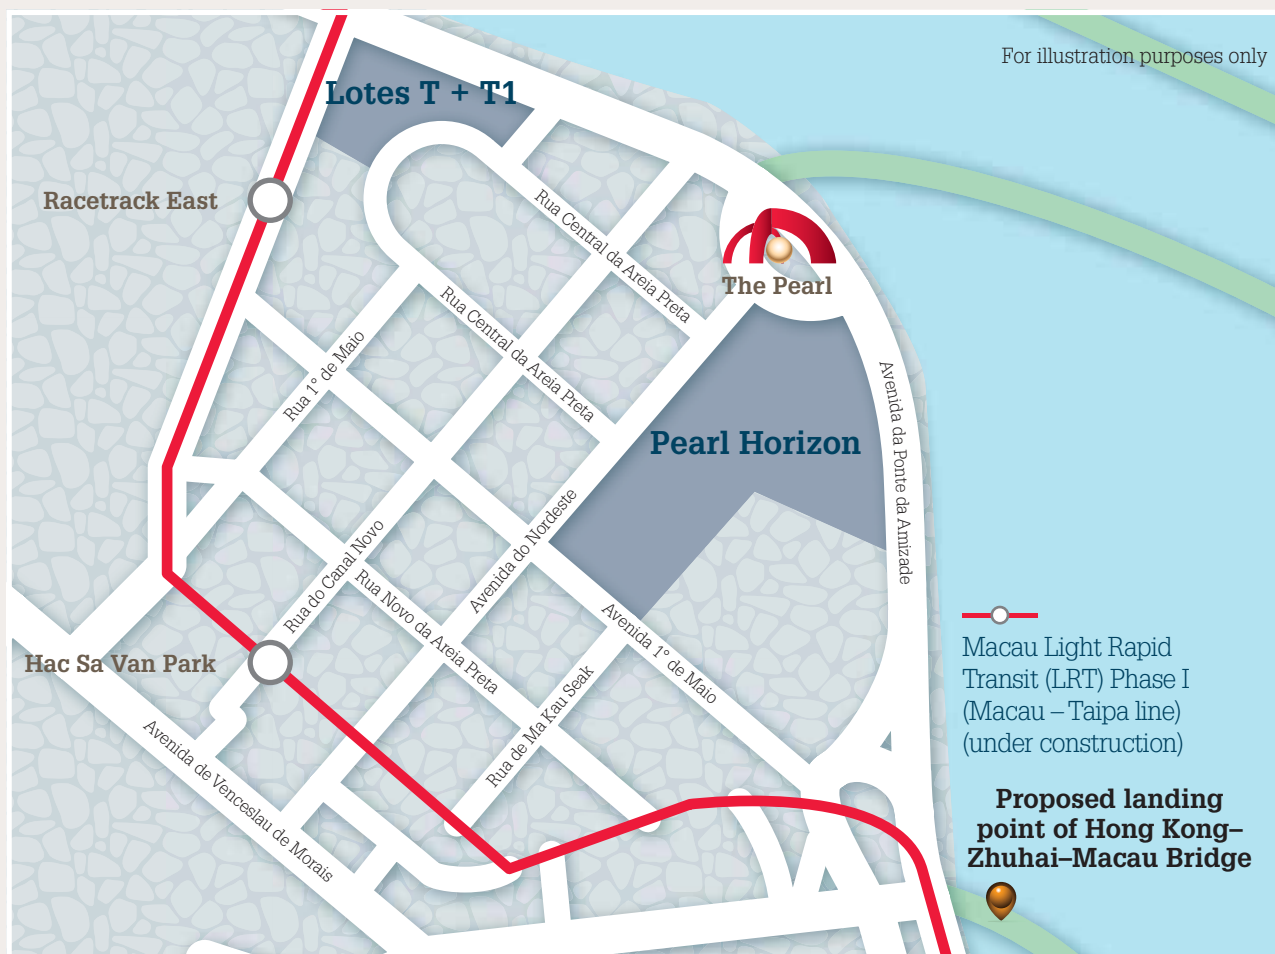 For illustration purposes only
Lotes T + T1
Racetrack East
Rua Central da Areia Preta
The Pearl
Rua Central da Areia Preta
Rua 1° de Maio
Avenida da Ponte da Amizade
Pearl Horizon
Avenida do Nordeste
Rua do Canal Novo
Rua Novo da Areia Preta
Avenida 1° de Maio
Hac Sa Van Park
Rua de Ma Kau Seak
Avenida de Venceslau de Morais
Macau Light Rapid
Transit (LRT) Phase I
(Macau – Taipa line)
(under construction)
Proposed landing
point of Hong Kong–
Zhuhai–Macau Bridge